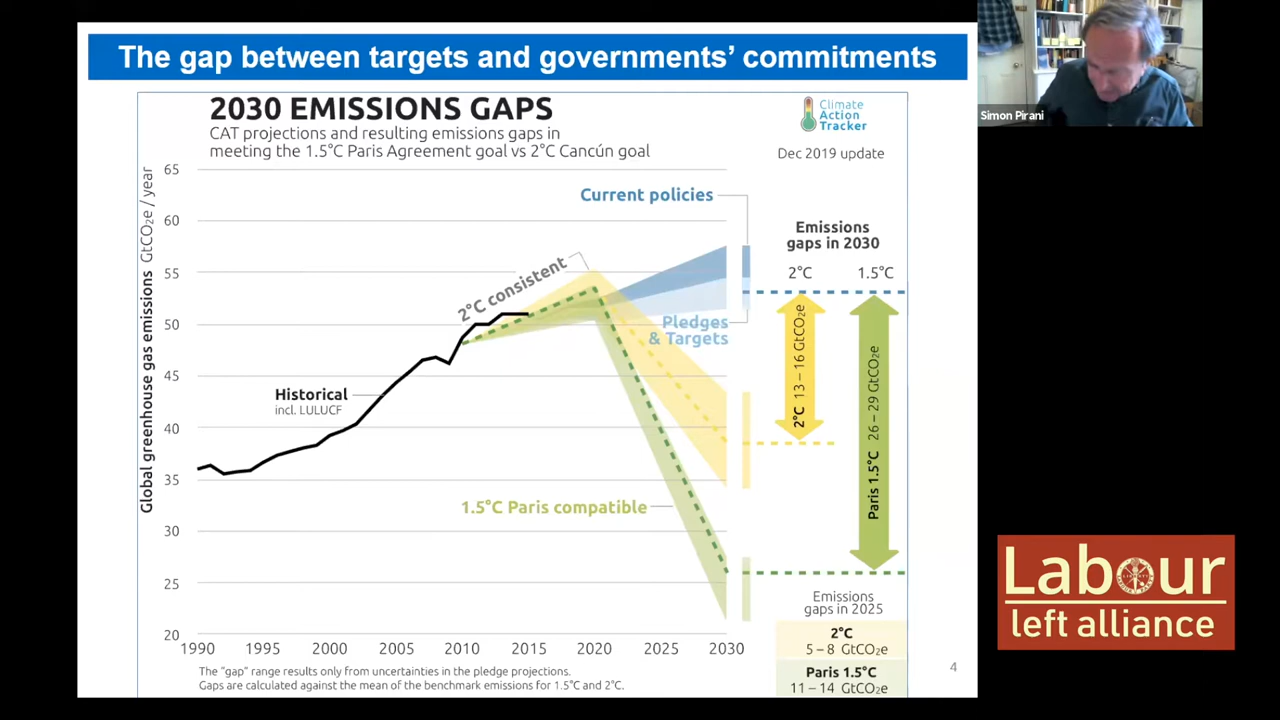 The gap between targets and governments' commitments
Simon Pirani
2030 EMISSIONS GAPS
CAT projections and resulting emissions gaps in
meeting the 1.5°C Paris Agreement goal vs 2°C Cancún goal
Climate
Action
Tracker
Dec 2019 update
Global greenhouse gas emissions GtCO₂e / year
65
60
55
50
45
40
35
30
25
20
1990
1995
2000
2005
2010
2015
2020
2025
2030
Current policies
2°C consistent
Pledges
& Targets
Historical
incl. LULUCF
1.5°C Paris compatible
Emissions
gaps in 2030
2°C
1.5°C
2°C 13 – 16 GtCO₂e
Paris 1.5°C 26 – 29 GtCO₂e
Emissions
gaps in 2025
2°C
5 – 8 GtCO₂e
Paris 1.5°C
11 – 14 GtCO₂e
The "gap" range results only from uncertainties in the pledge projections.
Gaps are calculated against the mean of the benchmark emissions for 1.5°C and 2°C.
4
Labour
left alliance